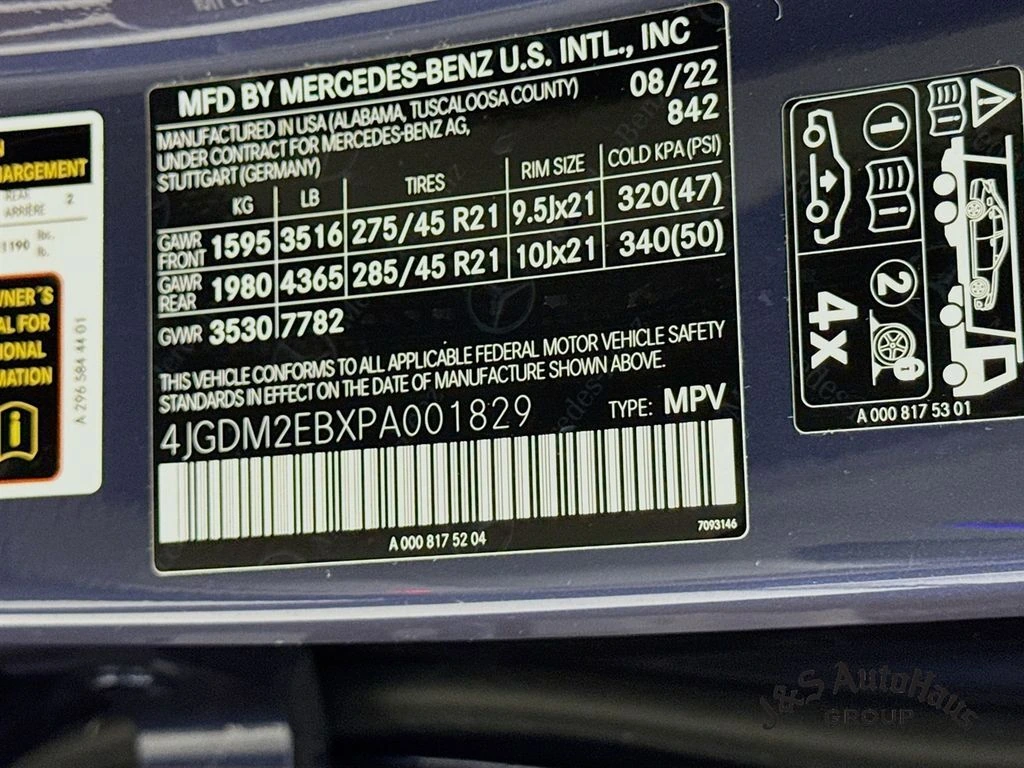 MFD BY MERCEDES-BENZ U.S. INTL., INC
MANUFACTURED IN USA (ALABAMA, TUSCALOOSA COUNTY) 08/22
UNDER CONTRACT FOR MERCEDES-BENZ AG, 842
STUTTGART (GERMANY)
KG LB TIRES RIM SIZE COLD KPA (PSI)
GAWR FRONT 1595 3516 275/45 R21 9.5Jx21 320(47)
GAWR REAR 1980 4365 285/45 R21 10Jx21 340(50)
GVWR 3530 7782
THIS VEHICLE CONFORMS TO ALL APPLICABLE FEDERAL MOTOR VEHICLE SAFETY
STANDARDS IN EFFECT ON THE DATE OF MANUFACTURE SHOWN ABOVE.
4JGDM2EBXPA001829 TYPE: MPV
A 000 817 52 04
7093146
HARGEMENT
REAR
ARRIÈRE 2
1190 lbs.
lb.
WNER'S
AL FOR
IONAL
MATION
i
A 296 584 44 01
1
i
2
4x
A 000 817 53 01
J&S AutoHaus
GROUP